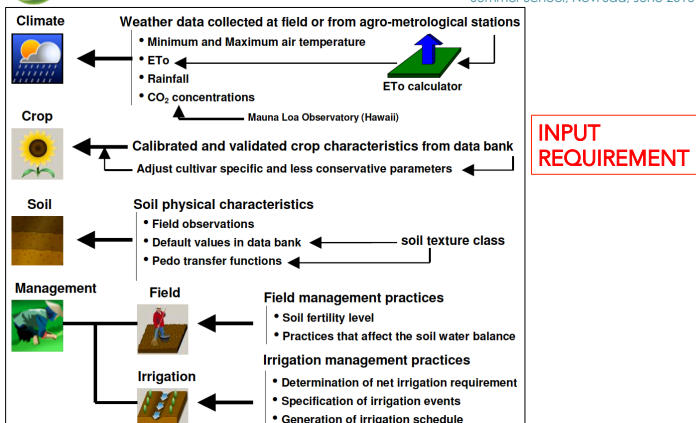 Climate
Weather data collected at field or from agro-metrological stations
• Minimum and Maximum air temperature
• ETo
• Rainfall
• CO₂ concentrations
ETo calculator
Mauna Loa Observatory (Hawaii)
Crop
Calibrated and validated crop characteristics from data bank
Adjust cultivar specific and less conservative parameters
INPUT
REQUIREMENT
Soil
Soil physical characteristics
• Field observations
• Default values in data bank
soil texture class
• Pedo transfer functions
Management
Field
Field management practices
• Soil fertility level
• Practices that affect the soil water balance
Irrigation
Irrigation management practices
• Determination of net irrigation requirement
• Specification of irrigation events
• Generation of irrigation schedule